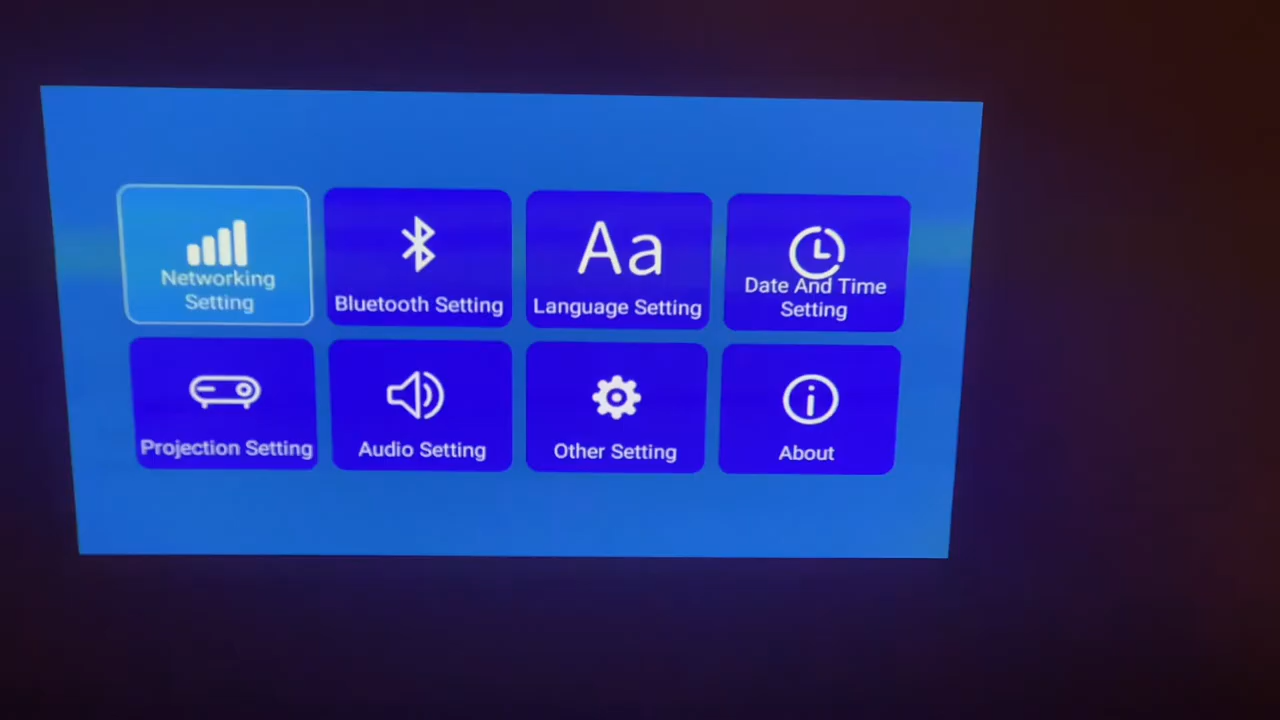 Networking
Setting
Bluetooth Setting
Aa
Language Setting
Date And Time
Setting
Projection Setting
Audio Setting
Other Setting
About